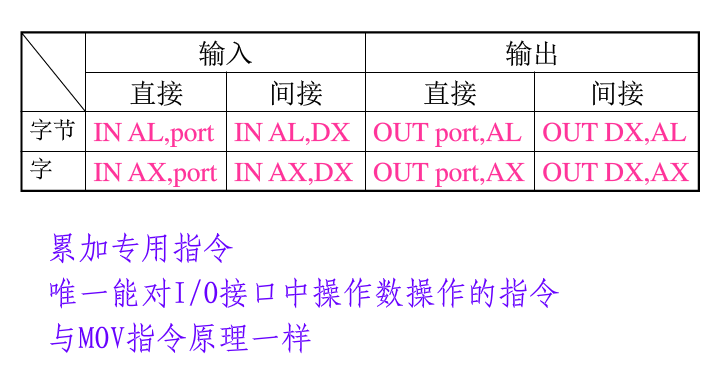 输入 输出
直接 间接 直接 间接
字节 IN AL,port IN AL,DX OUT port,AL OUT DX,AL
字 IN AX,port IN AX,DX OUT port,AX OUT DX,AX
累加专用指令
唯一能对I/O接口中操作数操作的指令
与MOV指令原理一样